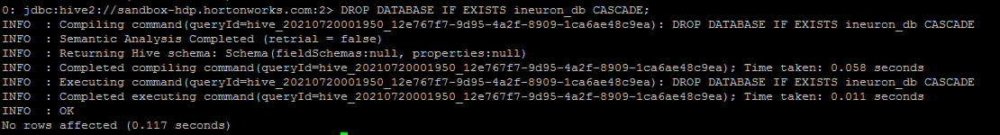 0: jdbc:hive2://sandbox-hdp.hortonworks.com:2> DROP DATABASE IF EXISTS ineuron_db CASCADE;
INFO  : Compiling command(queryId=hive_20210720001950_12e767f7-9d95-4a2f-8909-1ca6ae48c9ea): DROP DATABASE IF EXISTS ineuron_db CASCADE
INFO  : Semantic Analysis Completed (retrial = false)
INFO  : Returning Hive schema: Schema(fieldSchemas:null, properties:null)
INFO  : Completed compiling command(queryId=hive_20210720001950_12e767f7-9d95-4a2f-8909-1ca6ae48c9ea); Time taken: 0.058 seconds
INFO  : Executing command(queryId=hive_20210720001950_12e767f7-9d95-4a2f-8909-1ca6ae48c9ea): DROP DATABASE IF EXISTS ineuron_db CASCADE
INFO  : Completed executing command(queryId=hive_20210720001950_12e767f7-9d95-4a2f-8909-1ca6ae48c9ea); Time taken: 0.011 seconds
INFO  : OK
No rows affected (0.117 seconds)